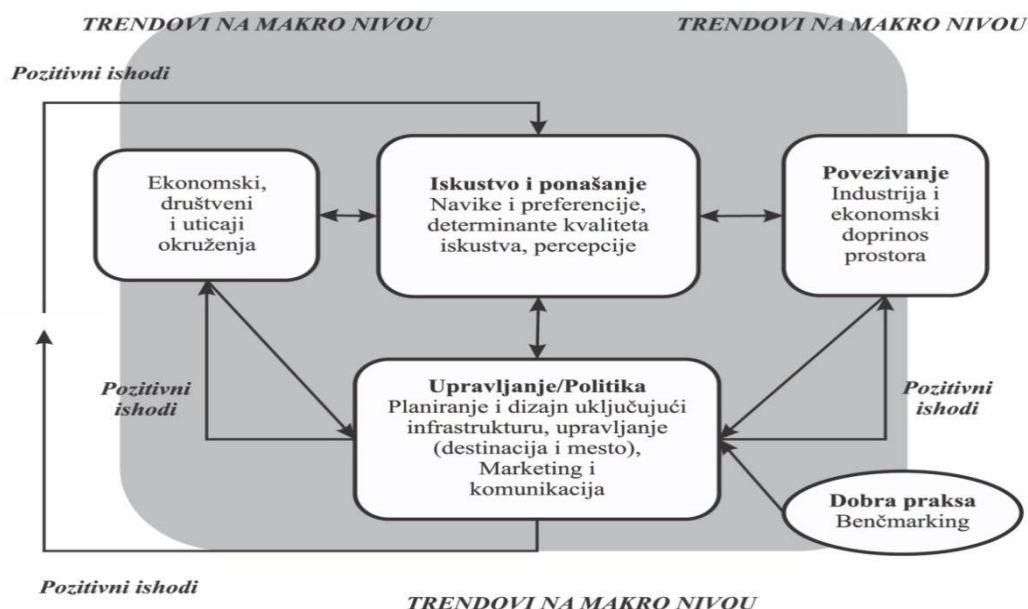 TRENDOVI NA MAKRO NIVOU
TRENDOVI NA MAKRO NIVOU
Pozitivni ishodi
Ekonomski,
društveni
i uticaji
okruženja
Iskustvo i ponašanje
Navike i preferencije,
determinante kvaliteta
iskustva, percepcije
Povezivanje
Industrija i
ekonomski
doprinos
prostora
Pozitivni
ishodi
Upravljanje/Politika
Planiranje i dizajn uključujući
infrastrukturu, upravljanje
(destinacija i mesto),
Marketing i
komunikacija
Pozitivni
ishodi
Dobra praksa
Benčmarking
Pozitivni ishodi
TRENDOVI NA MAKRO NIVOU